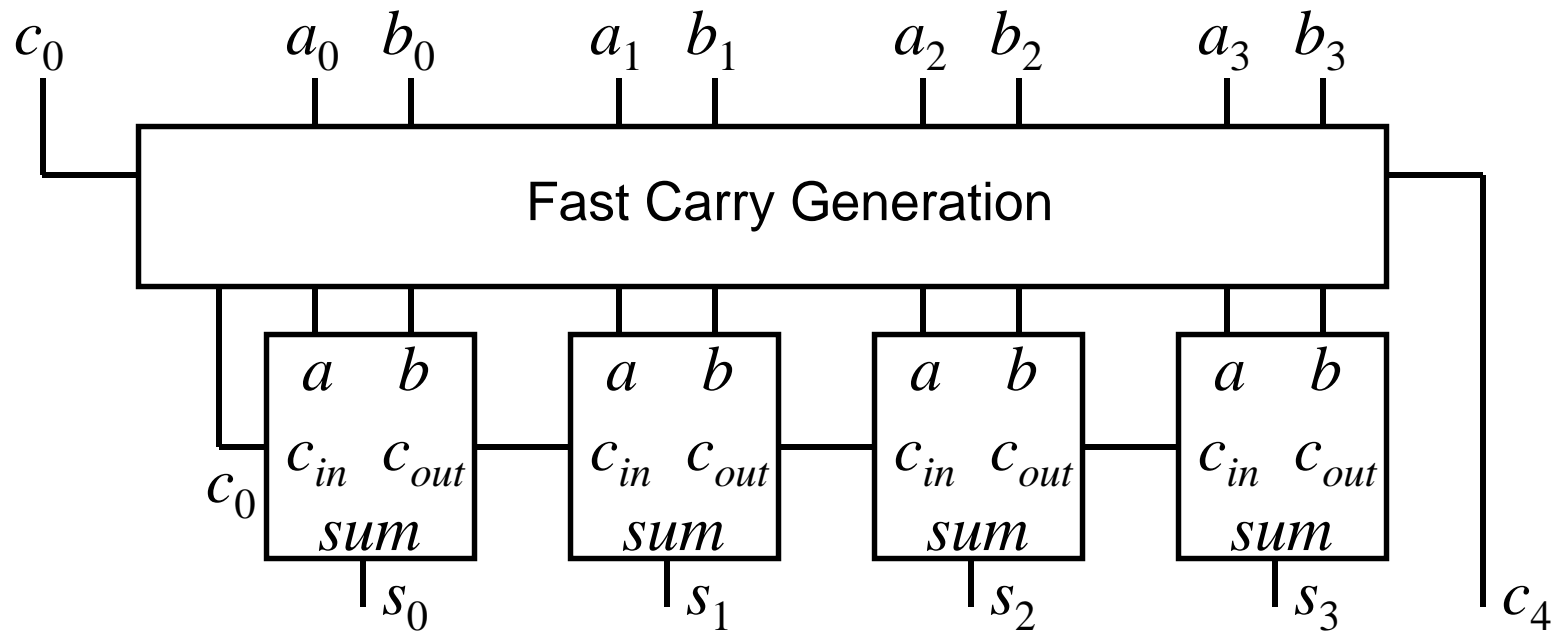 c₀ a₀ b₀ a₁ b₁ a₂ b₂ a₃ b₃
Fast Carry Generation
a b a b a b a b
c₀ cᵢₙ cₒᵤₜ cᵢₙ cₒᵤₜ cᵢₙ cₒᵤₜ cᵢₙ cₒᵤₜ
sum sum sum sum
s₀ s₁ s₂ s₃ c₄